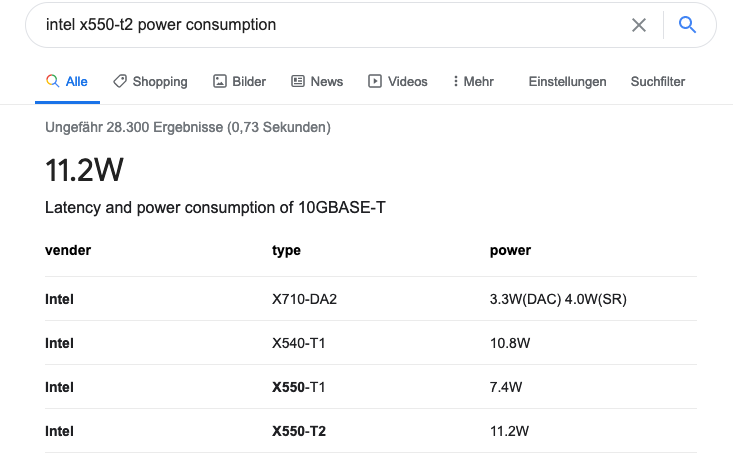 intel x550-t2 power consumption
Alle Shopping Bilder News Videos Mehr Einstellungen Suchfilter
Ungefähr 28.300 Ergebnisse (0,73 Sekunden)
11.2W
Latency and power consumption of 10GBASE-T
vender type power
Intel X710-DA2 3.3W(DAC) 4.0W(SR)
Intel X540-T1 10.8W
Intel X550-T1 7.4W
Intel X550-T2 11.2W